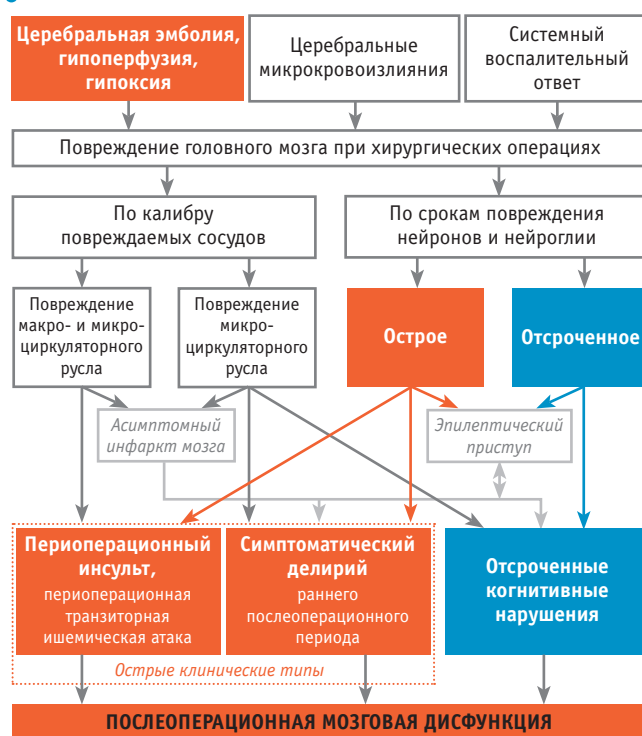 Церебральная эмболия,
гипоперфузия,
гипоксия
Церебральные
микрокровоизлияния
Системный
воспалительный
ответ
Повреждение головного мозга при хирургических операциях
По калибру
повреждаемых сосудов
По срокам повреждения
нейронов и нейроглии
Повреждение
макро- и микро-
циркуляторного
русла
Повреждение
микро-
циркуляторного
русла
Острое
Отсроченное
Асимптомный
инфаркт мозга
Эпилептический
приступ
Периоперационный
инсульт,
периоперационная
транзиторная
ишемическая атака
Симптоматический
делирий
раннего
послеоперационного
периода
Отсроченные
когнитивные
нарушения
Острые клинические типы
ПОСЛЕОПЕРАЦИОННАЯ МОЗГОВАЯ ДИСФУНКЦИЯ